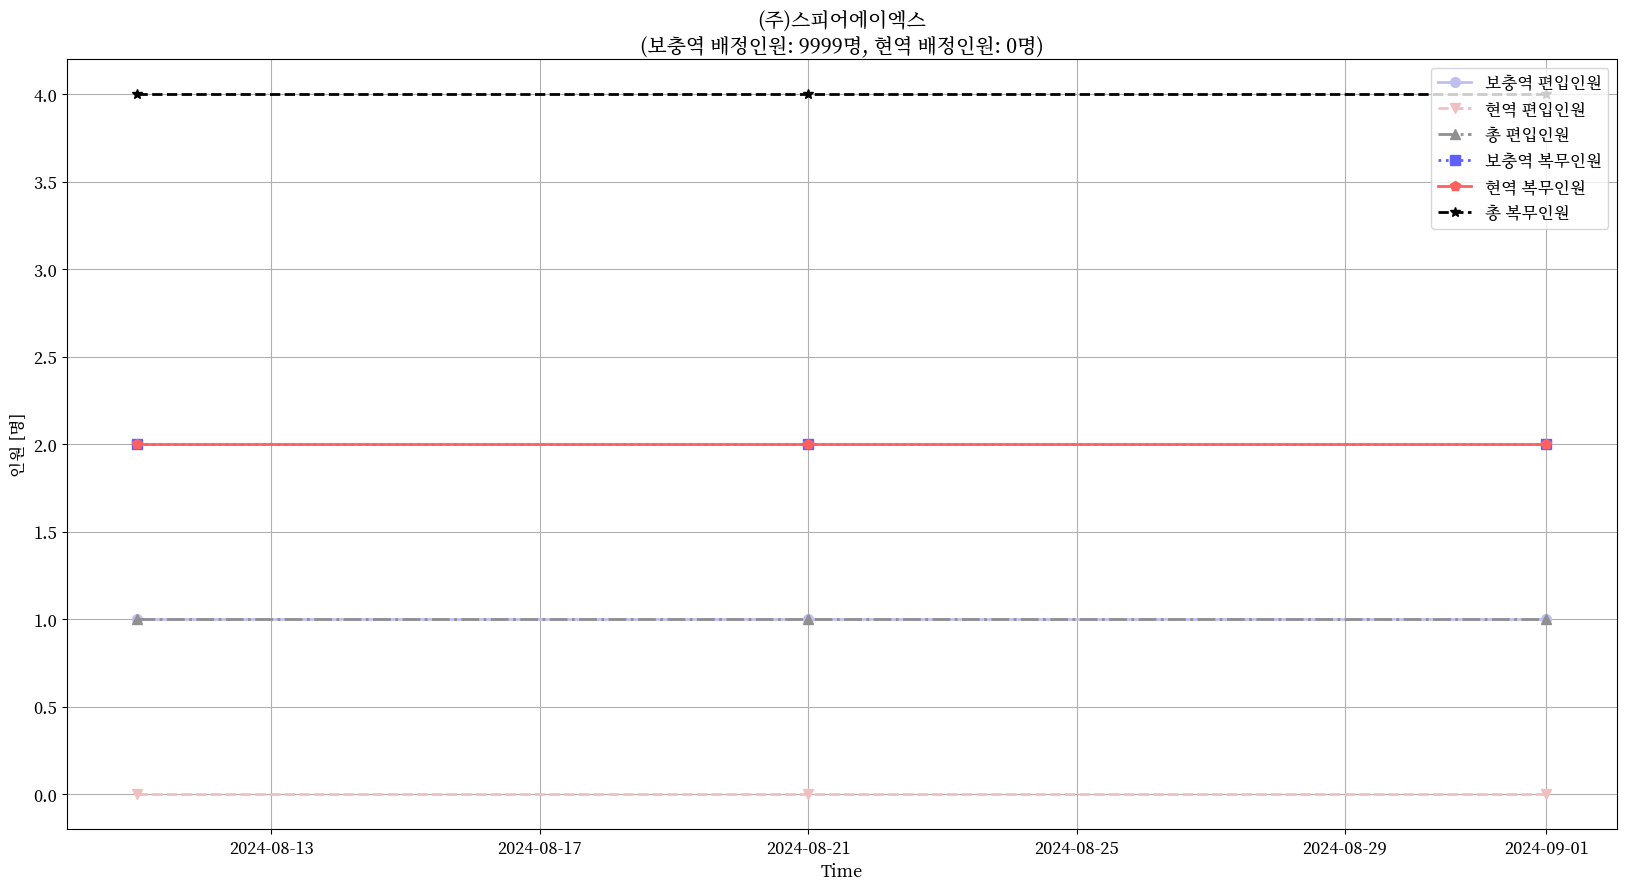 (주)스피어에이엑스
(보충역 배정인원: 9999명, 현역 배정인원: 0명)
보충역 편입인원
현역 편입인원
총 편입인원
보충역 복무인원
현역 복무인원
총 복무인원
4.0
3.5
3.0
2.5
2.0
1.5
1.0
0.5
0.0
인원 [명]
2024-08-13 2024-08-17 2024-08-21 2024-08-25 2024-08-29 2024-09-01
Time